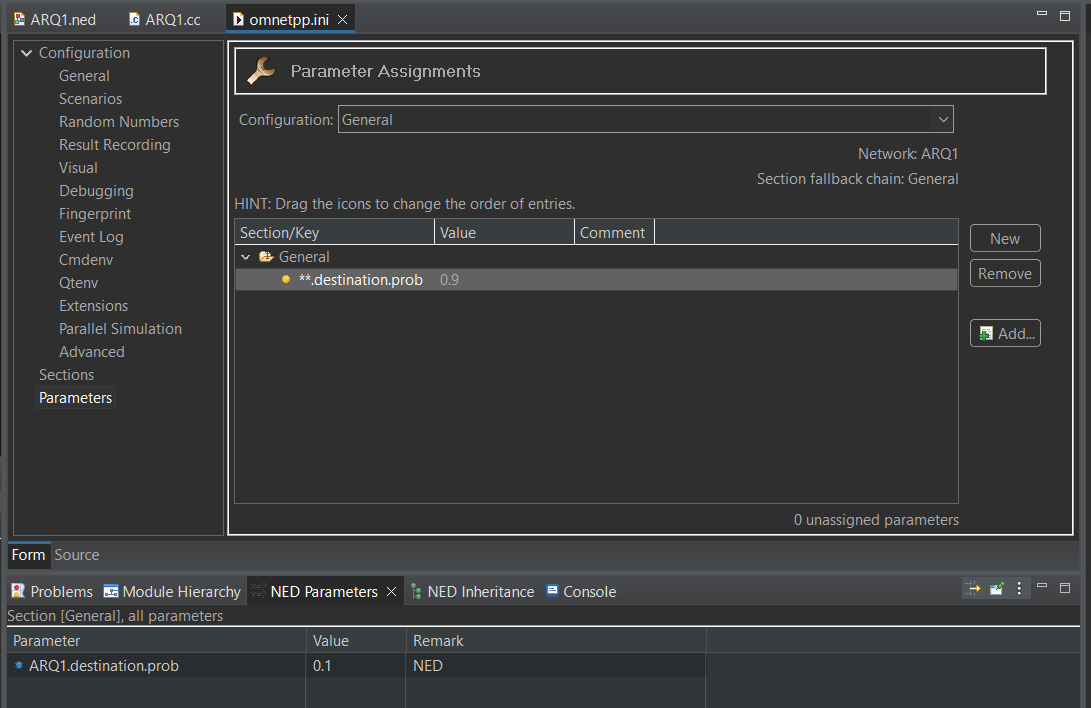 ARQ1.ned ARQ1.cc omnetpp.ini
Configuration
General
Scenarios
Random Numbers
Result Recording
Visual
Debugging
Fingerprint
Event Log
Cmdenv
Qtenv
Extensions
Parallel Simulation
Advanced
Sections
Parameters
Parameter Assignments
Configuration: General
Network: ARQ1
Section fallback chain: General
HINT: Drag the icons to change the order of entries.
Section/Key Value Comment
General
**.destination.prob 0.9
New
Remove
Add...
0 unassigned parameters
Form Source
Problems Module Hierarchy NED Parameters NED Inheritance Console
Section [General], all parameters
Parameter Value Remark
ARQ1.destination.prob 0.1 NED